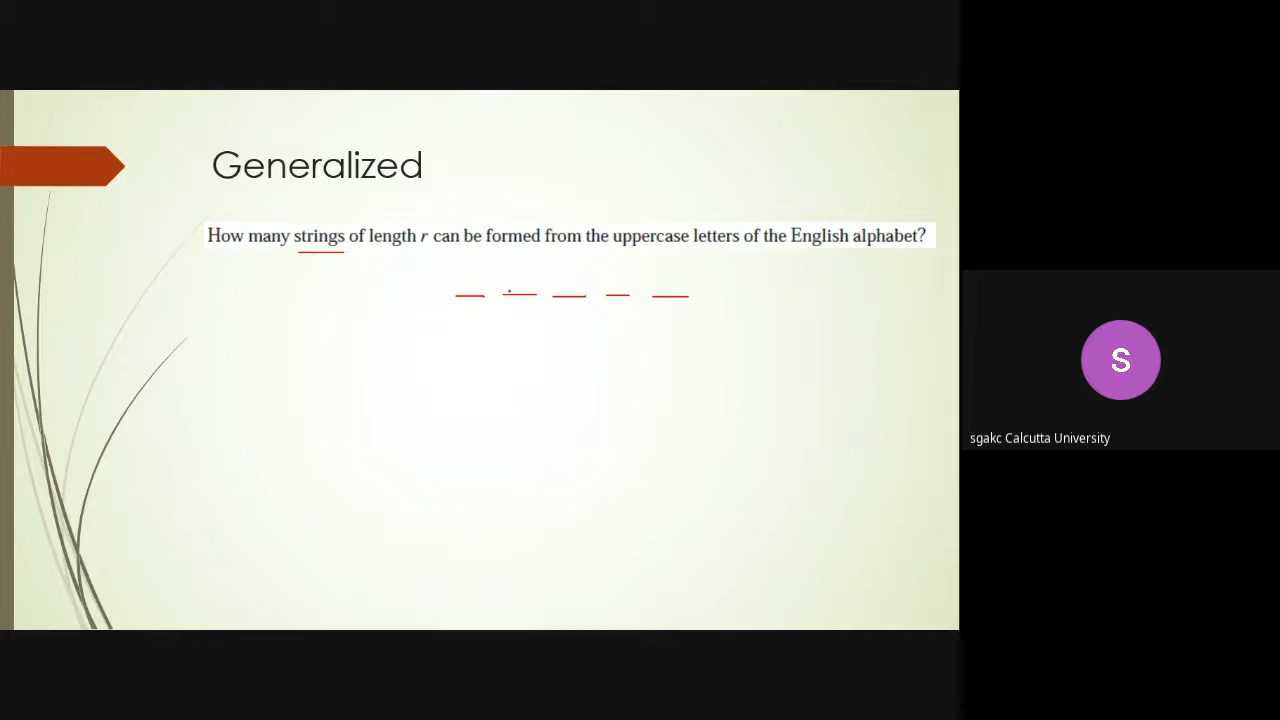 Generalized
How many strings of length r can be formed from the uppercase letters of the English alphabet?
S
sgakc Calcutta University